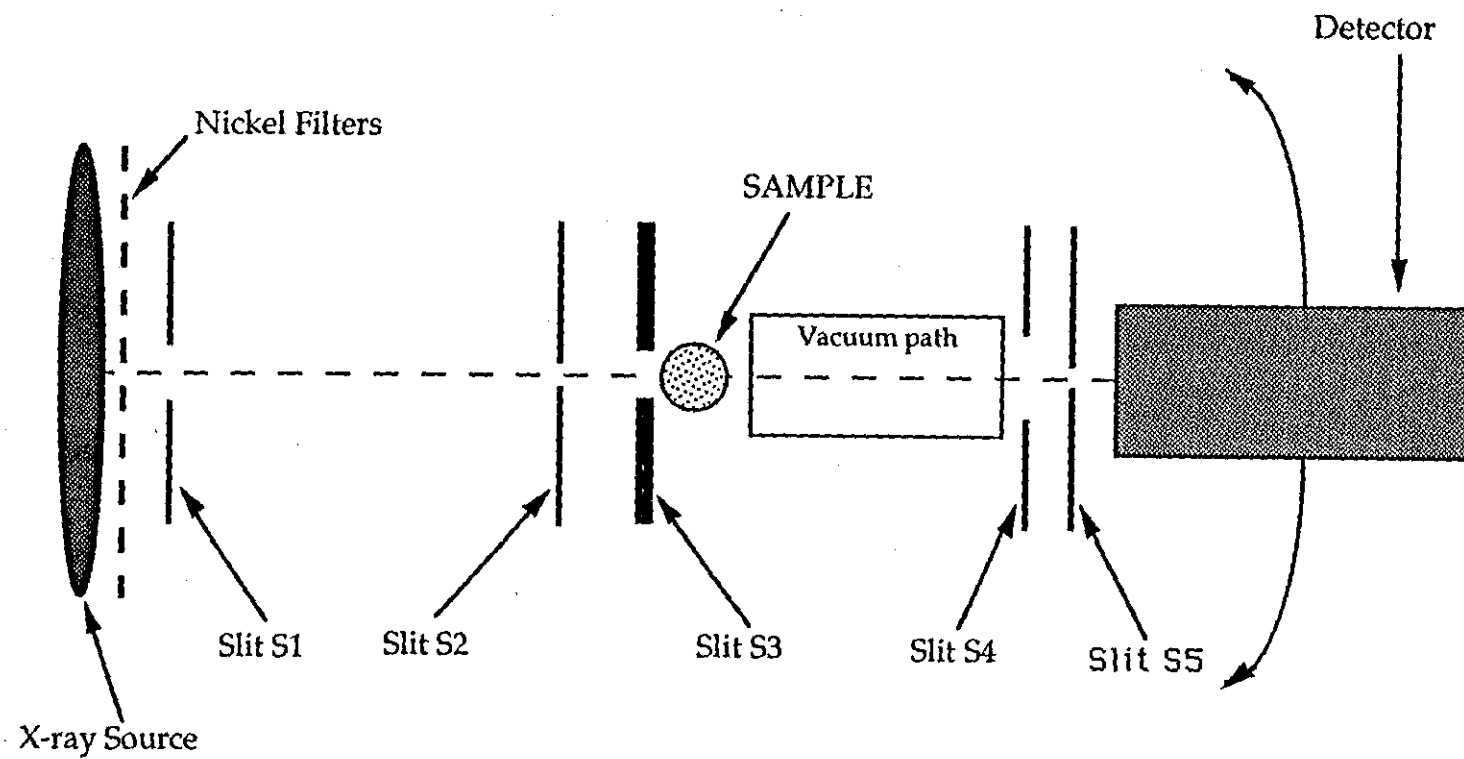 Detector
Nickel Filters
SAMPLE
Vacuum path
Slit S1
Slit S2
Slit S3
Slit S4
Slit S5
X-ray Source